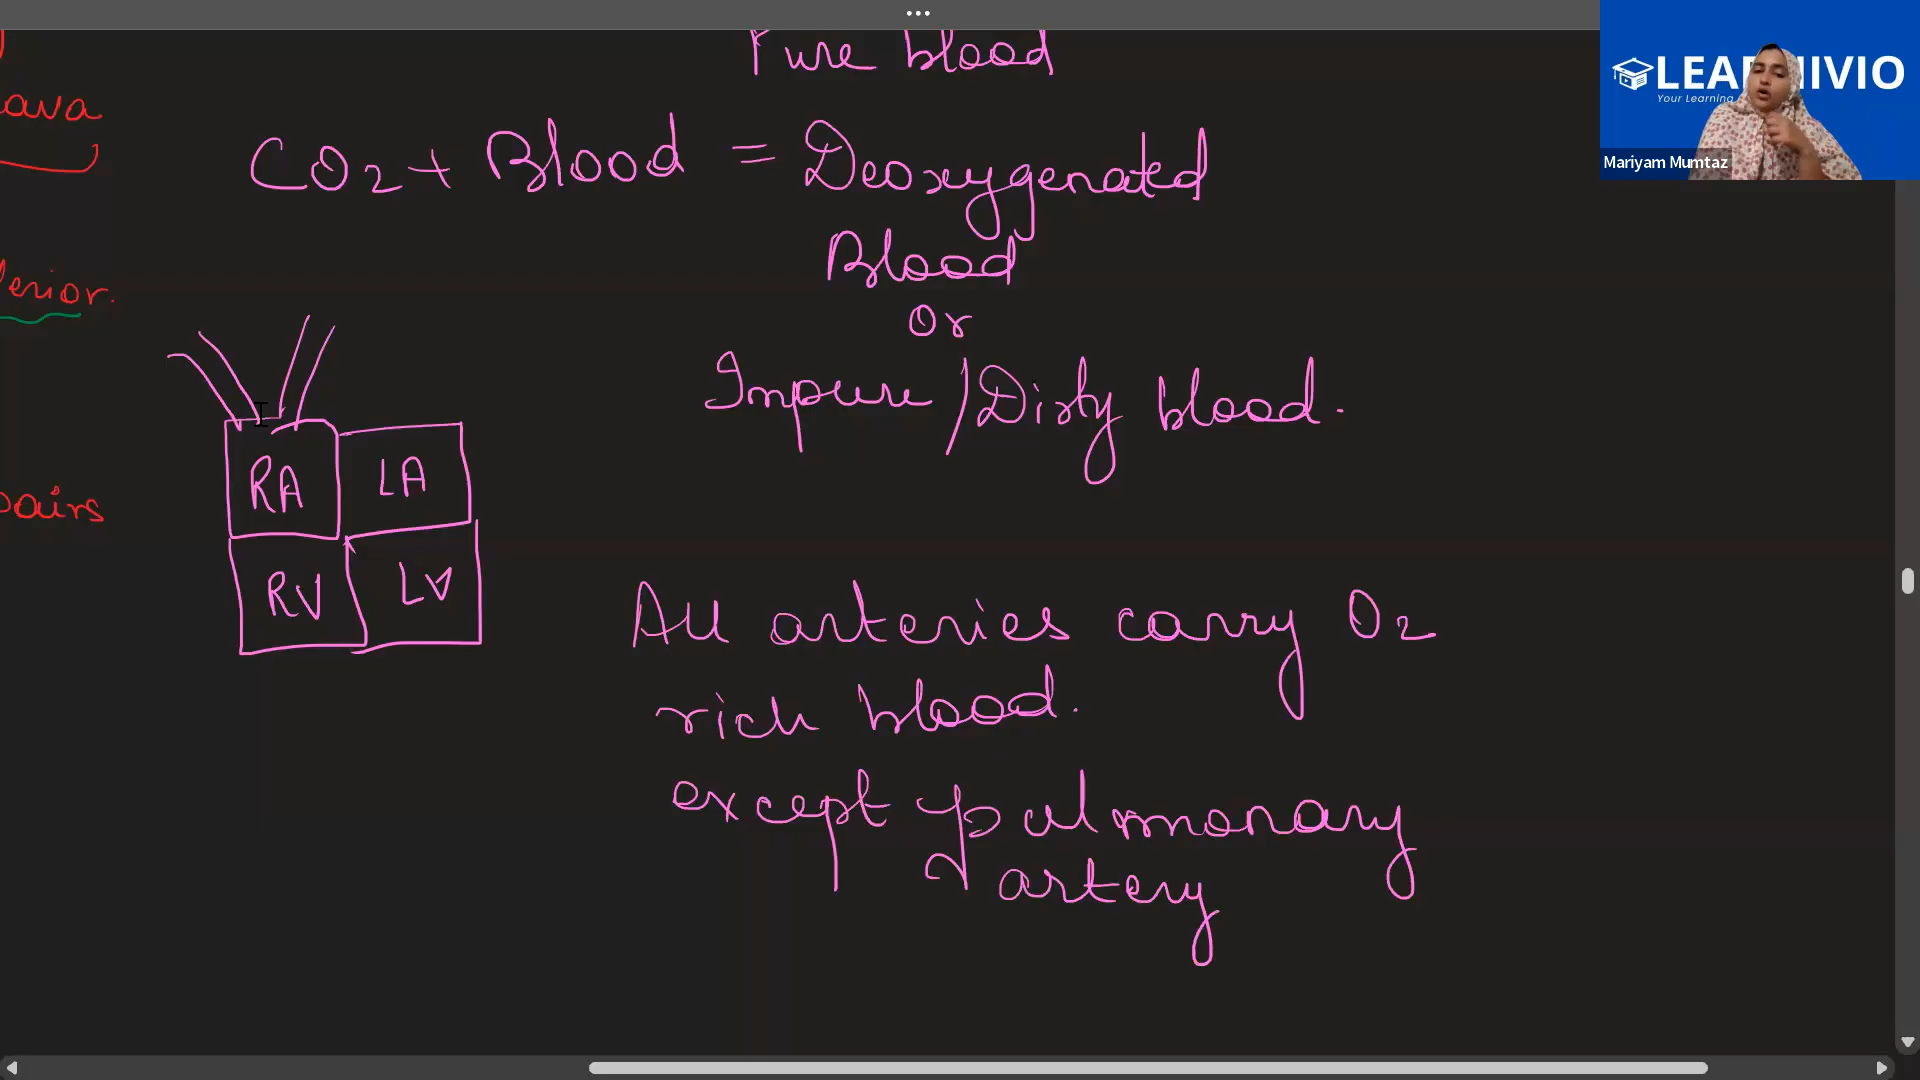 Pure blood
ava
CO2 + Blood = Deoxygenated
Blood
or
erior.
Impure / Dirty blood.
RA LA
pairs
RV LV
All arteries carry O2
rich blood.
except pulmonary
artery
Your Learning
Mariyam Mumtaz